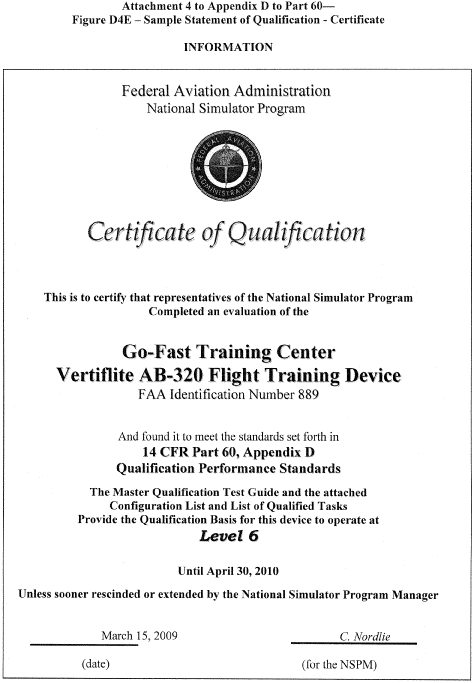 Attachment 4 to Appendix D to Part 60—
Figure D4E – Sample Statement of Qualification - Certificate
INFORMATION
Federal Aviation Administration
National Simulator Program
FEDERAL AVIATION
ADMINISTRATION
Certificate of Qualification
This is to certify that representatives of the National Simulator Program
Completed an evaluation of the
Go-Fast Training Center
Vertiflite AB-320 Flight Training Device
FAA Identification Number 889
And found it to meet the standards set forth in
14 CFR Part 60, Appendix D
Qualification Performance Standards
The Master Qualification Test Guide and the attached
Configuration List and List of Qualified Tasks
Provide the Qualification Basis for this device to operate at
Level 6
Until April 30, 2010
Unless sooner rescinded or extended by the National Simulator Program Manager
March 15, 2009 C. Nordlie
(date) (for the NSPM)